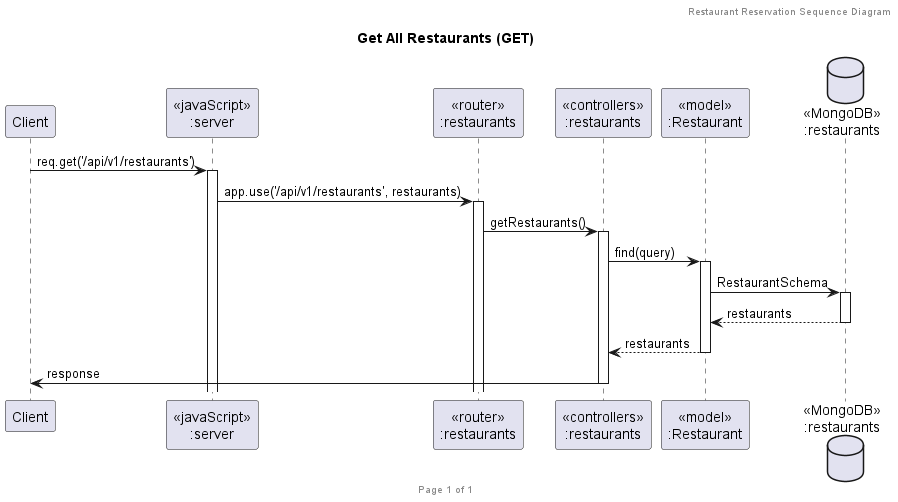 Restaurant Reservation Sequence Diagram
Get All Restaurants (GET)
Client
«javaScript»
:server
«router»
:restaurants
«controllers»
:restaurants
«model»
:Restaurant
«MongoDB»
:restaurants
req.get('/api/v1/restaurants')
app.use('/api/v1/restaurants', restaurants)
getRestaurants()
find(query)
RestaurantSchema
restaurants
restaurants
response
Client
«javaScript»
:server
«router»
:restaurants
«controllers»
:restaurants
«model»
:Restaurant
«MongoDB»
:restaurants
Page 1 of 1